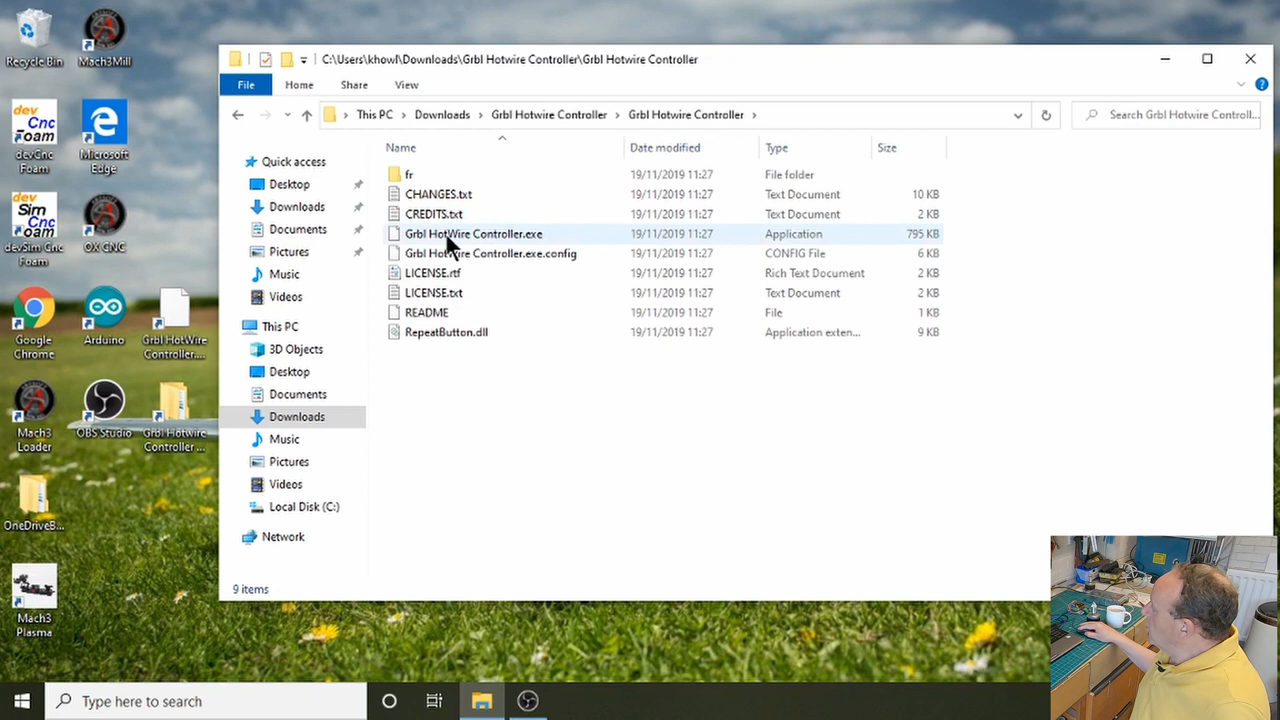 Recycle Bin
Mach3Mill
dev
Cnc
Foam
devCnc
Foam
Microsoft
Edge
dev
Sim
Cnc
Foam
devSim Cnc
Foam
OX CNC
Google
Chrome
Arduino
Grbl HotWire
Controller....
Mach3
Loader
OBS Studio
Grbl Hotwire
Controller ...
OneDriveB...
Mach3
Plasma
C:\Users\khowl\Downloads\Grbl Hotwire Controller\Grbl Hotwire Controller
File
Home
Share
View
This PC > Downloads > Grbl Hotwire Controller > Grbl Hotwire Controller >
Search Grbl Hotwire Controll...
Quick access
Desktop
Downloads
Documents
Pictures
Music
Videos
This PC
3D Objects
Desktop
Documents
Downloads
Music
Pictures
Videos
Local Disk (C:)
Network
Name Date modified Type Size
fr 19/11/2019 11:27 File folder
CHANGES.txt 19/11/2019 11:27 Text Document 10 KB
CREDITS.txt 19/11/2019 11:27 Text Document 2 KB
Grbl HotWire Controller.exe 19/11/2019 11:27 Application 795 KB
Grbl HotWire Controller.exe.config 19/11/2019 11:27 CONFIG File 6 KB
LICENSE.rtf 19/11/2019 11:27 Rich Text Document 2 KB
LICENSE.txt 19/11/2019 11:27 Text Document 2 KB
README 19/11/2019 11:27 File 1 KB
RepeatButton.dll 19/11/2019 11:27 Application exten... 9 KB
9 items
Type here to search